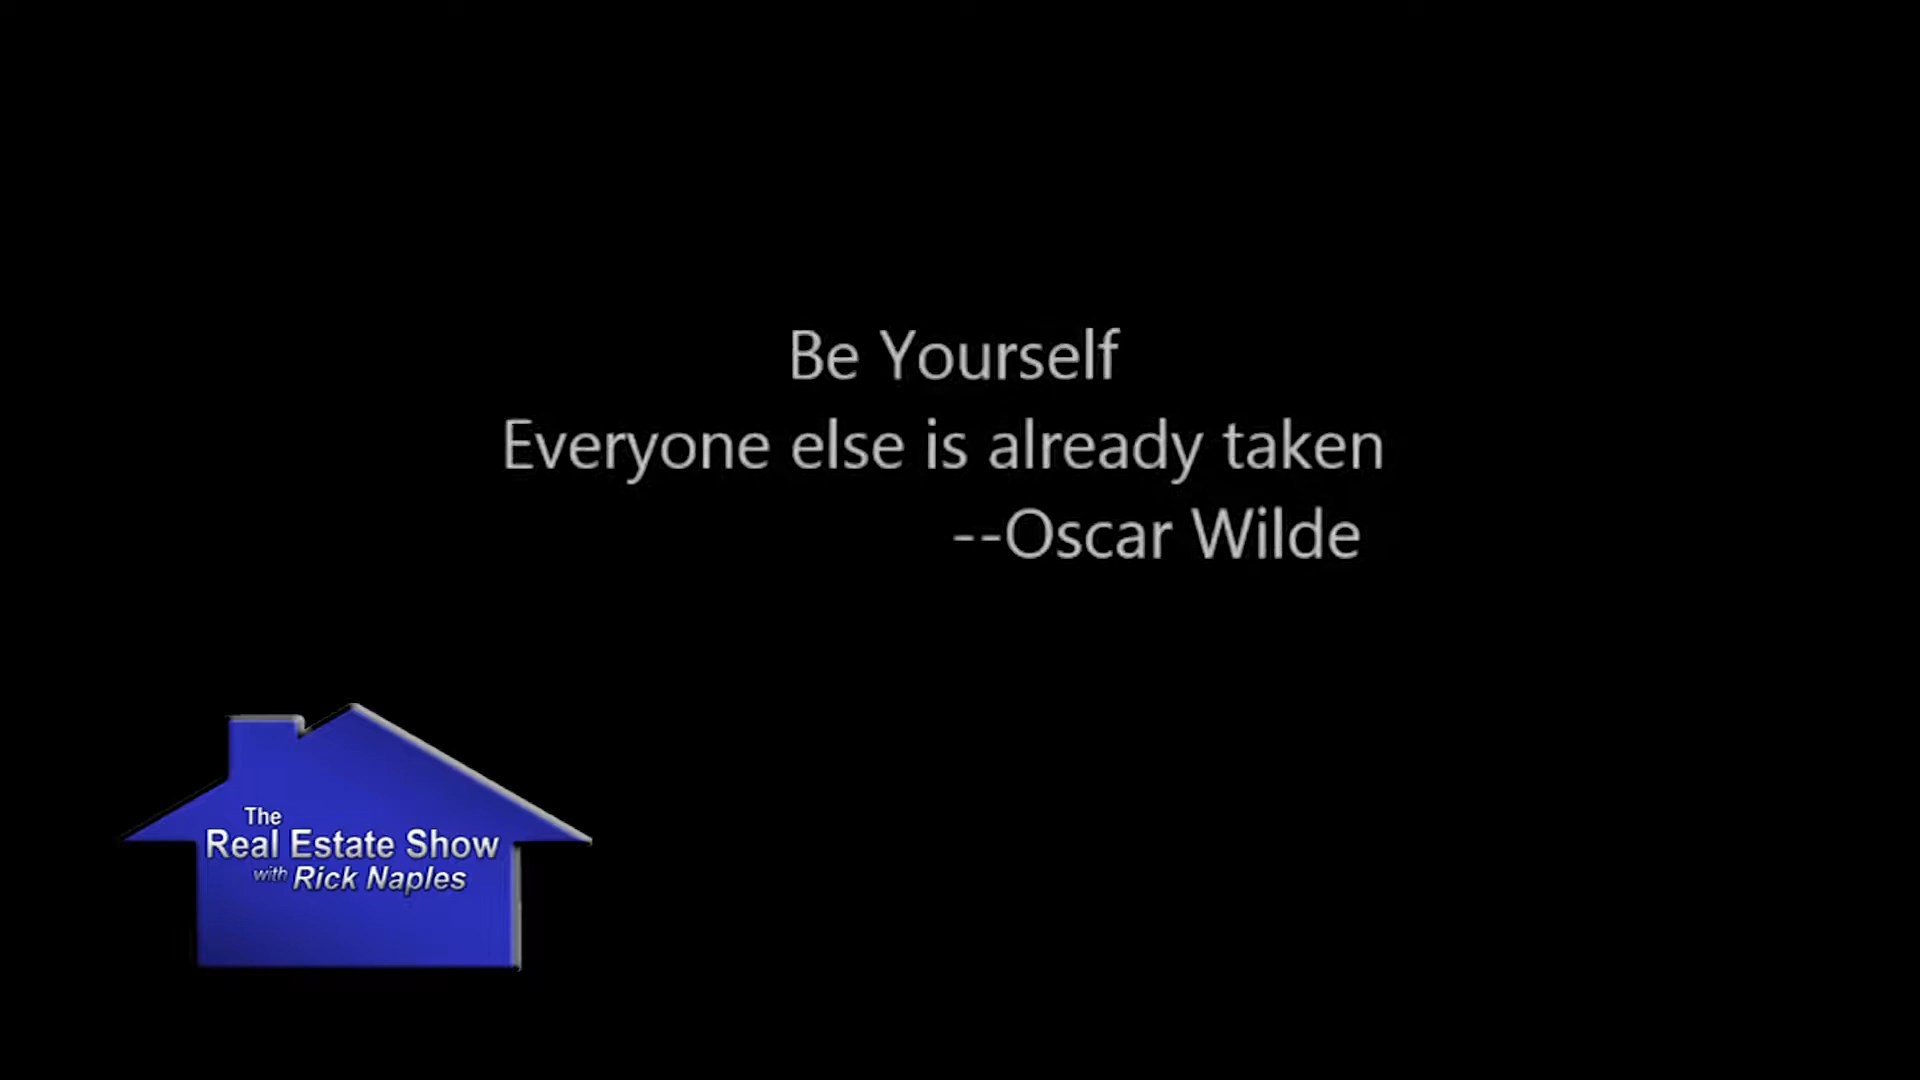 Be Yourself
Everyone else is already taken
--Oscar Wilde
The
Real Estate Show
with Rick Naples